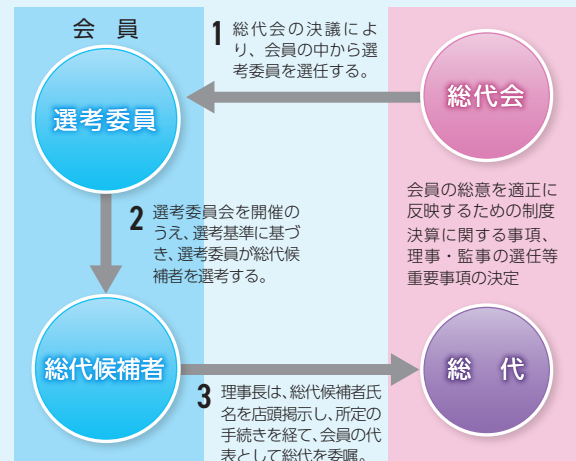 会 員
選考委員
1 総代会の決議によ
り、会員の中から選
考委員を選任する。
総代会
会員の総意を適正に
反映するための制度
決算に関する事項、
理事・監事の選任等
重要事項の決定
2 選考委員会を開催の
うえ、選考基準に基づ
き、選考委員が総代候
補者を選考する。
総代候補者
3 理事長は、総代候補者氏
名を店頭掲示し、所定の
手続きを経て、会員の代
表として総代を委嘱。
総 代